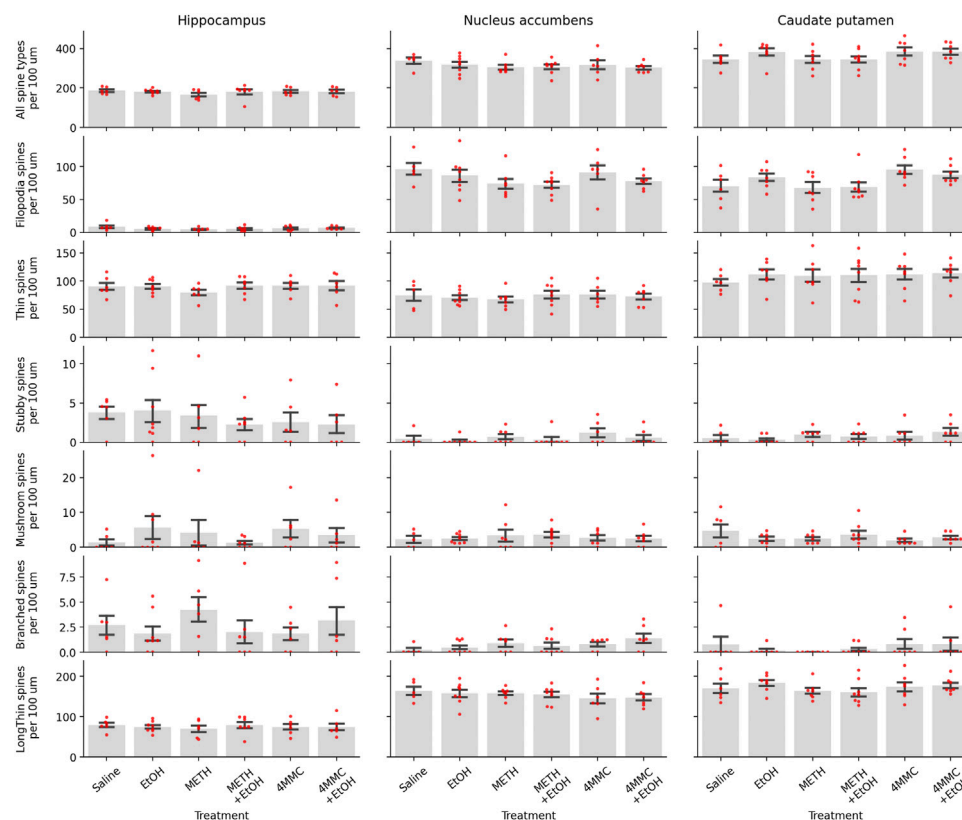 Hippocampus
Nucleus accumbens
Caudate putamen
All spine types
per 100 um
400
200
0
Filopodia spines
per 100 um
100
50
0
Thin spines
per 100 um
150
100
50
0
Stubby spines
per 100 um
10
5
0
Mushroom spines
per 100 um
20
10
0
Branched spines
per 100 um
7.5
5.0
2.5
0.0
LongThin spines
per 100 um
200
100
0
Saline
EtOH
METH
METH
+EtOH
4MMC
4MMC
+EtOH
Saline
EtOH
METH
METH
+EtOH
4MMC
4MMC
+EtOH
Saline
EtOH
METH
METH
+EtOH
4MMC
4MMC
+EtOH
Treatment
Treatment
Treatment